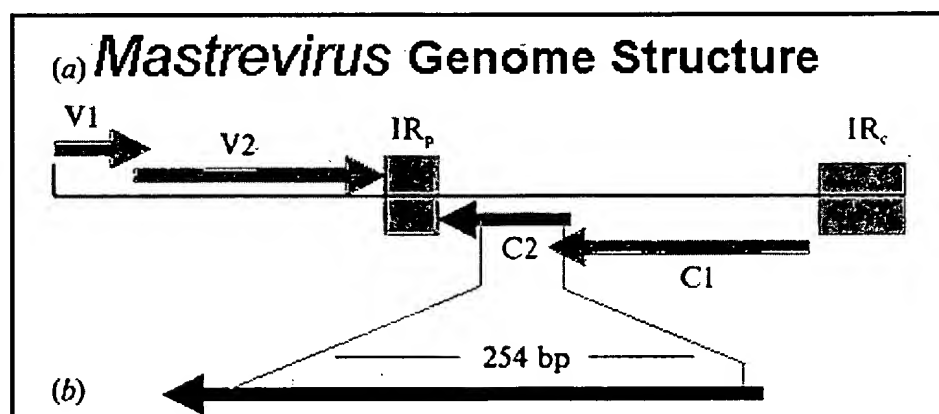 (a) Mastrevirus Genome Structure
V1
V2
IRp
IRc
C2
C1
254 bp
(b)